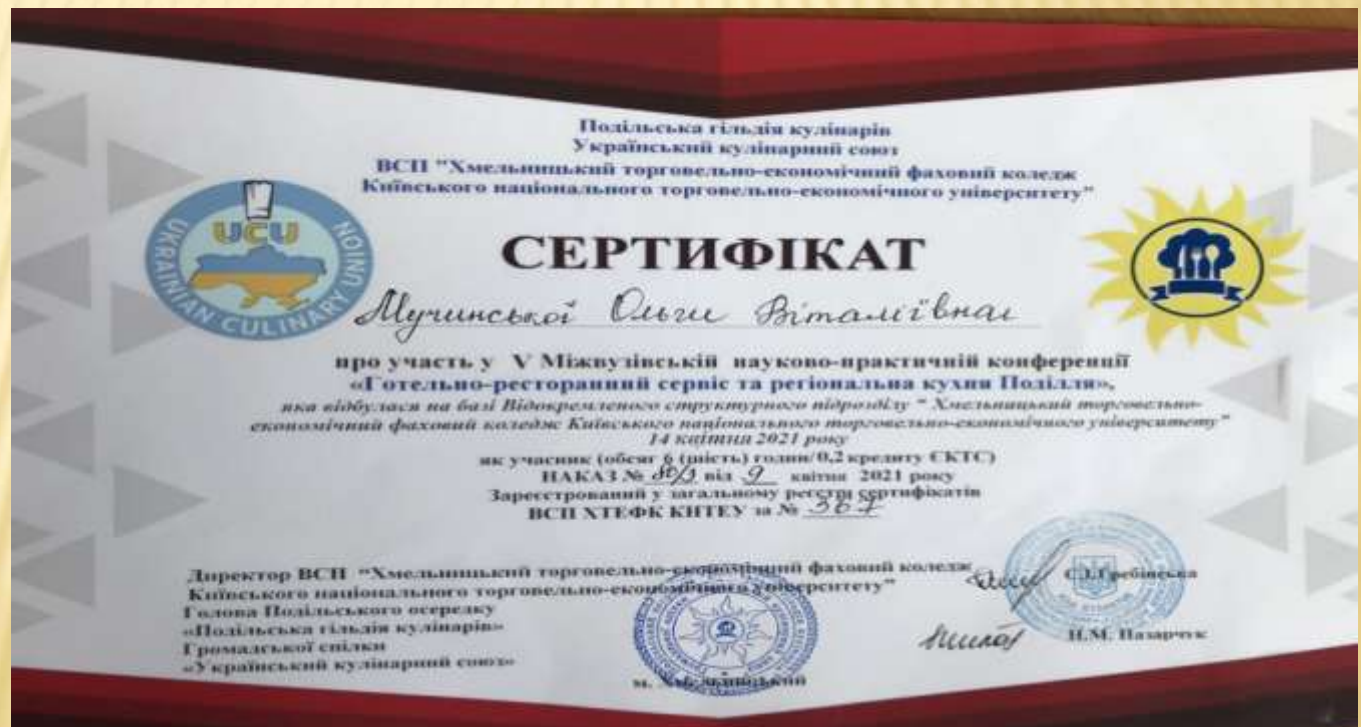 Подільська гільдія кулінарів
Український кулінарний союз
ВСП "Хмельницький торговельно-економічний фаховий коледж
Київського національного торговельно-економічного університету"
UCU
UKRAINIAN CULINARY UNION
СЕРТИФІКАТ
Мучинської Ольги Віталіївнаі
про участь у V Міжвузівській науково-практичній конференції
«Готельно-ресторанний сервіс та регіональна кухня Поділля»,
яка відбулася на базі Відокремленого структурного підрозділу " Хмельницький торговельно-
економічний фаховий коледж Київського національного торговельно-економічного університету"
14 квітня 2021 року
як учасник (обсяг 6 (шість) годин/ 0,2 кредиту ЄКТС)
НАКАЗ № 80/3 від 9 квітня 2021 року
Зареєстрований у загальному реєстрі сертифікатів
ВСП ХТЕФК КНТЕУ за № 367
Директор ВСП "Хмельницький торговельно-економічний фаховий коледж
Київського національного торговельно-економічного університету" С.І.Гребінська
Голова Подільського осередку
«Подільська гільдія кулінарів»
Громадської спілки Н.М. Назарчук
«Український кулінарний союз»
м. Хмельницький